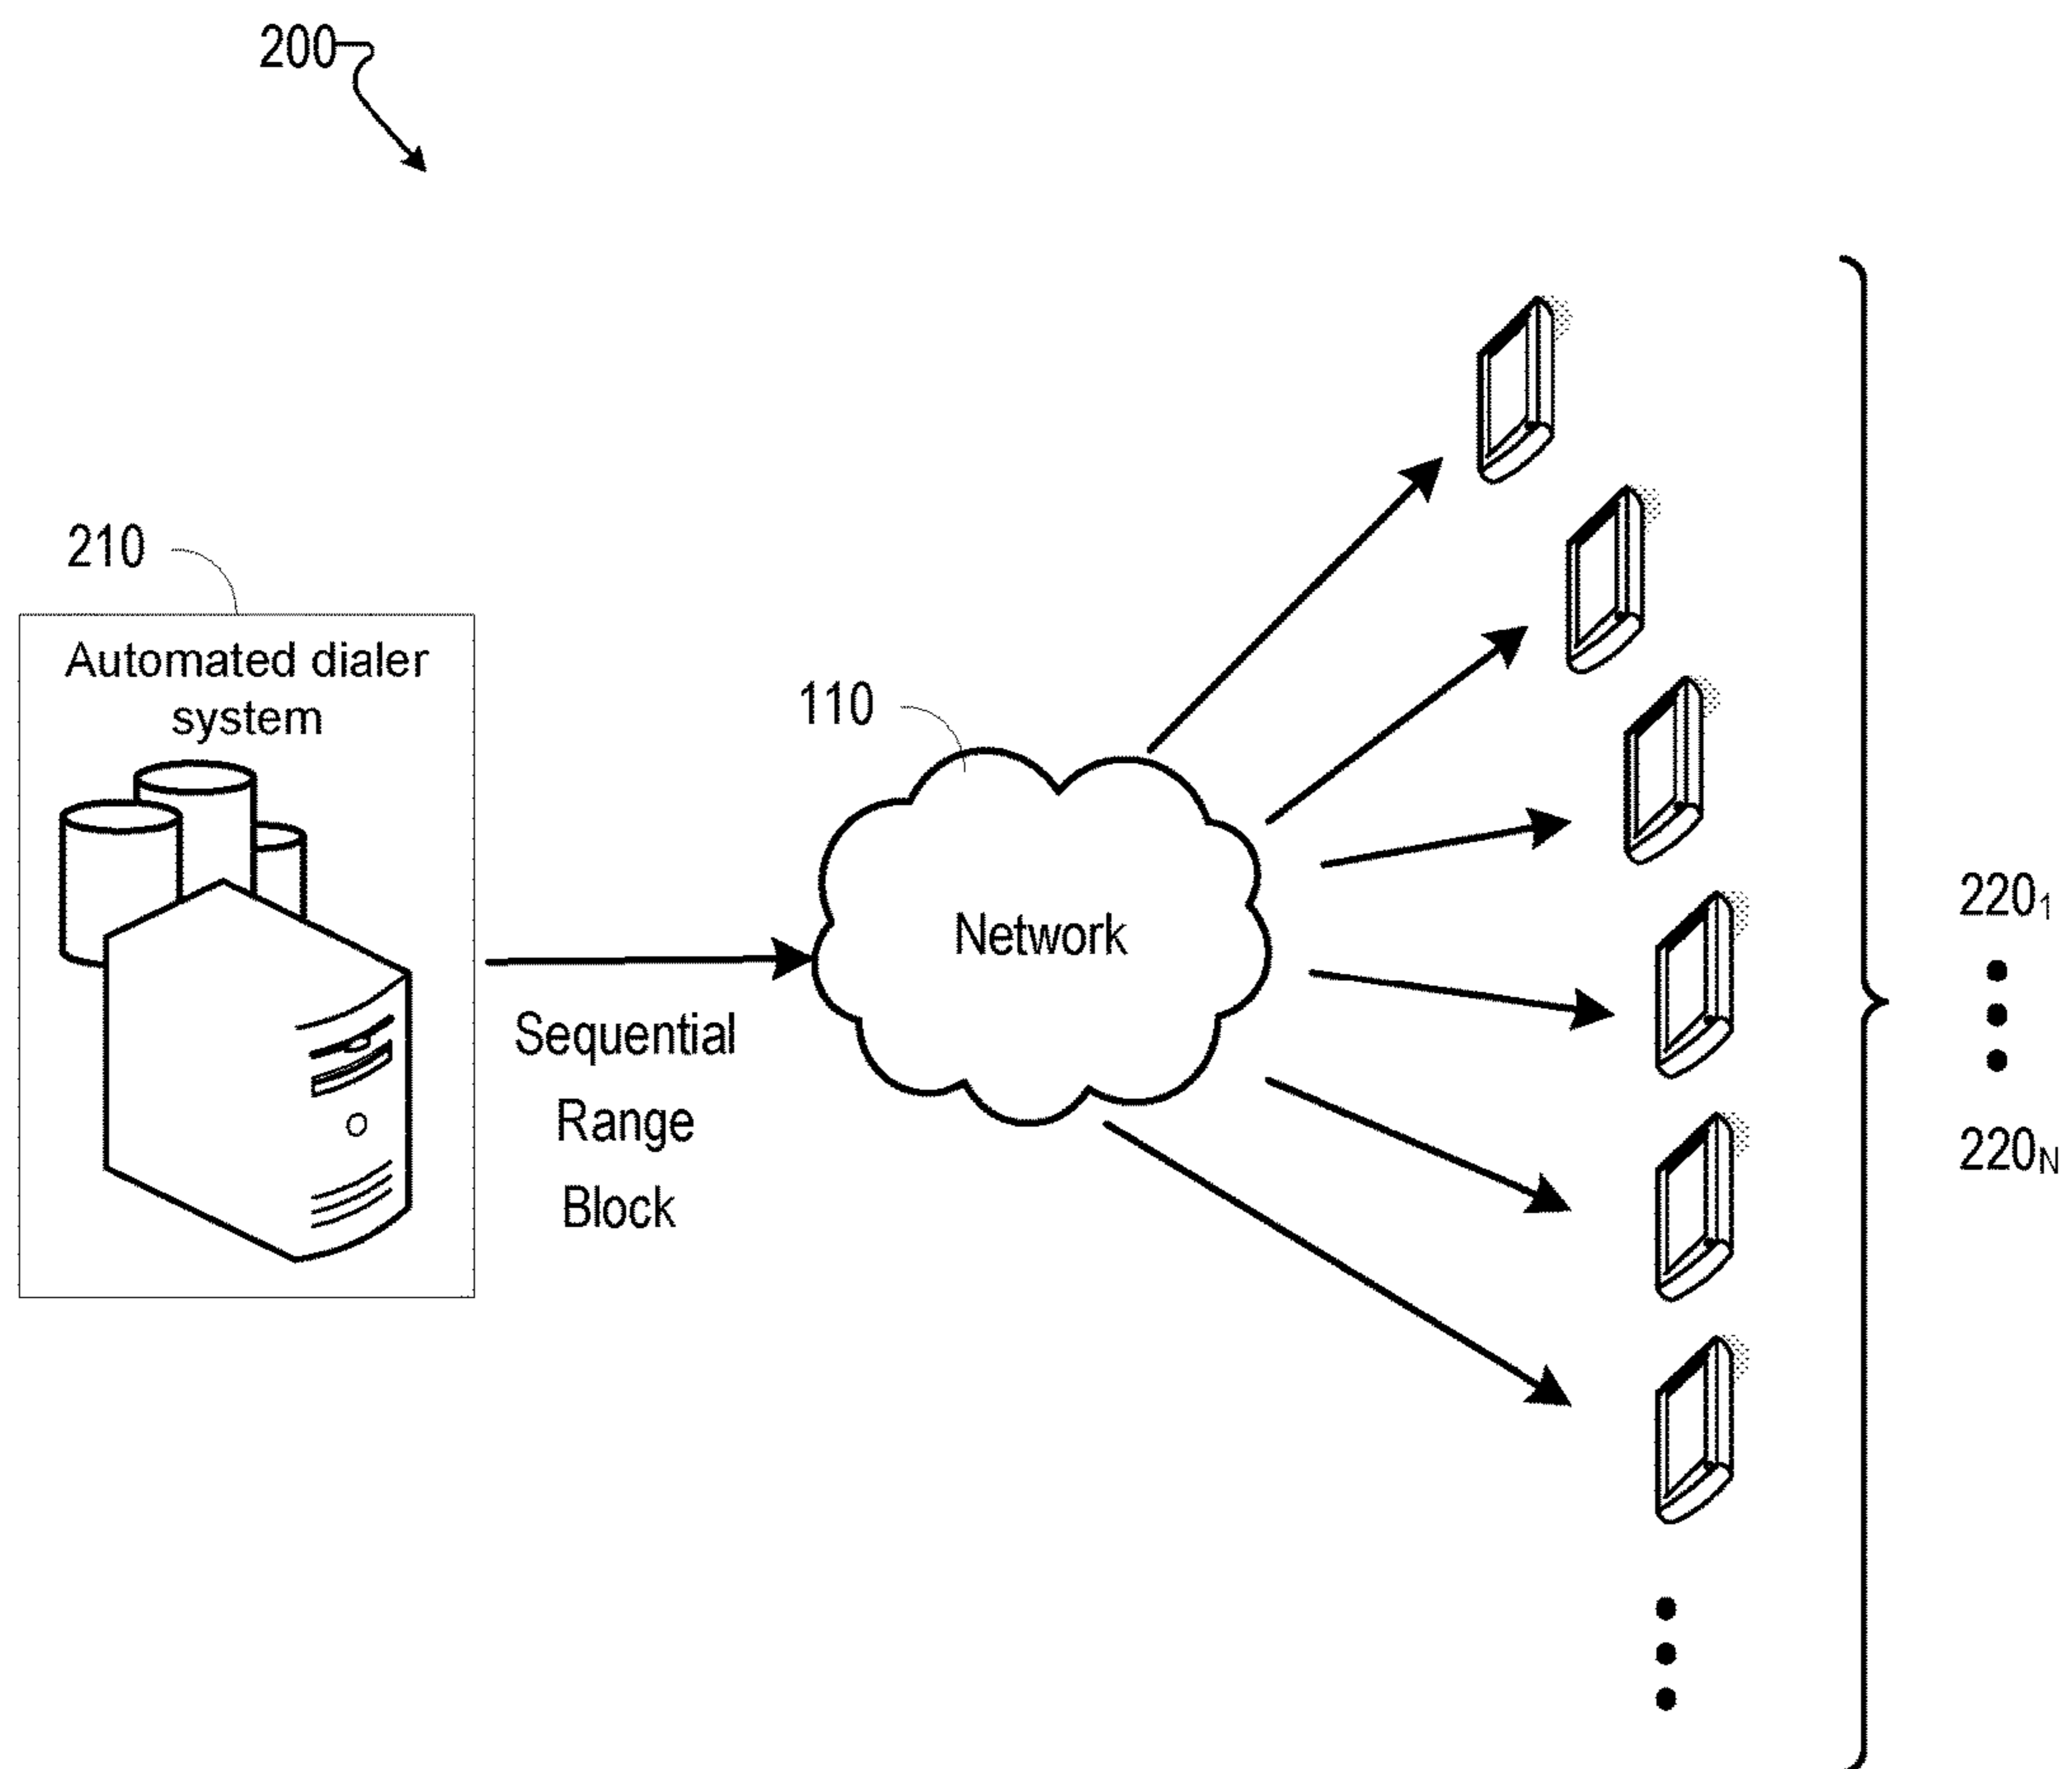 200
210
Automated dialer
system
110
Network
Sequential
Range
Block
220₁
220N